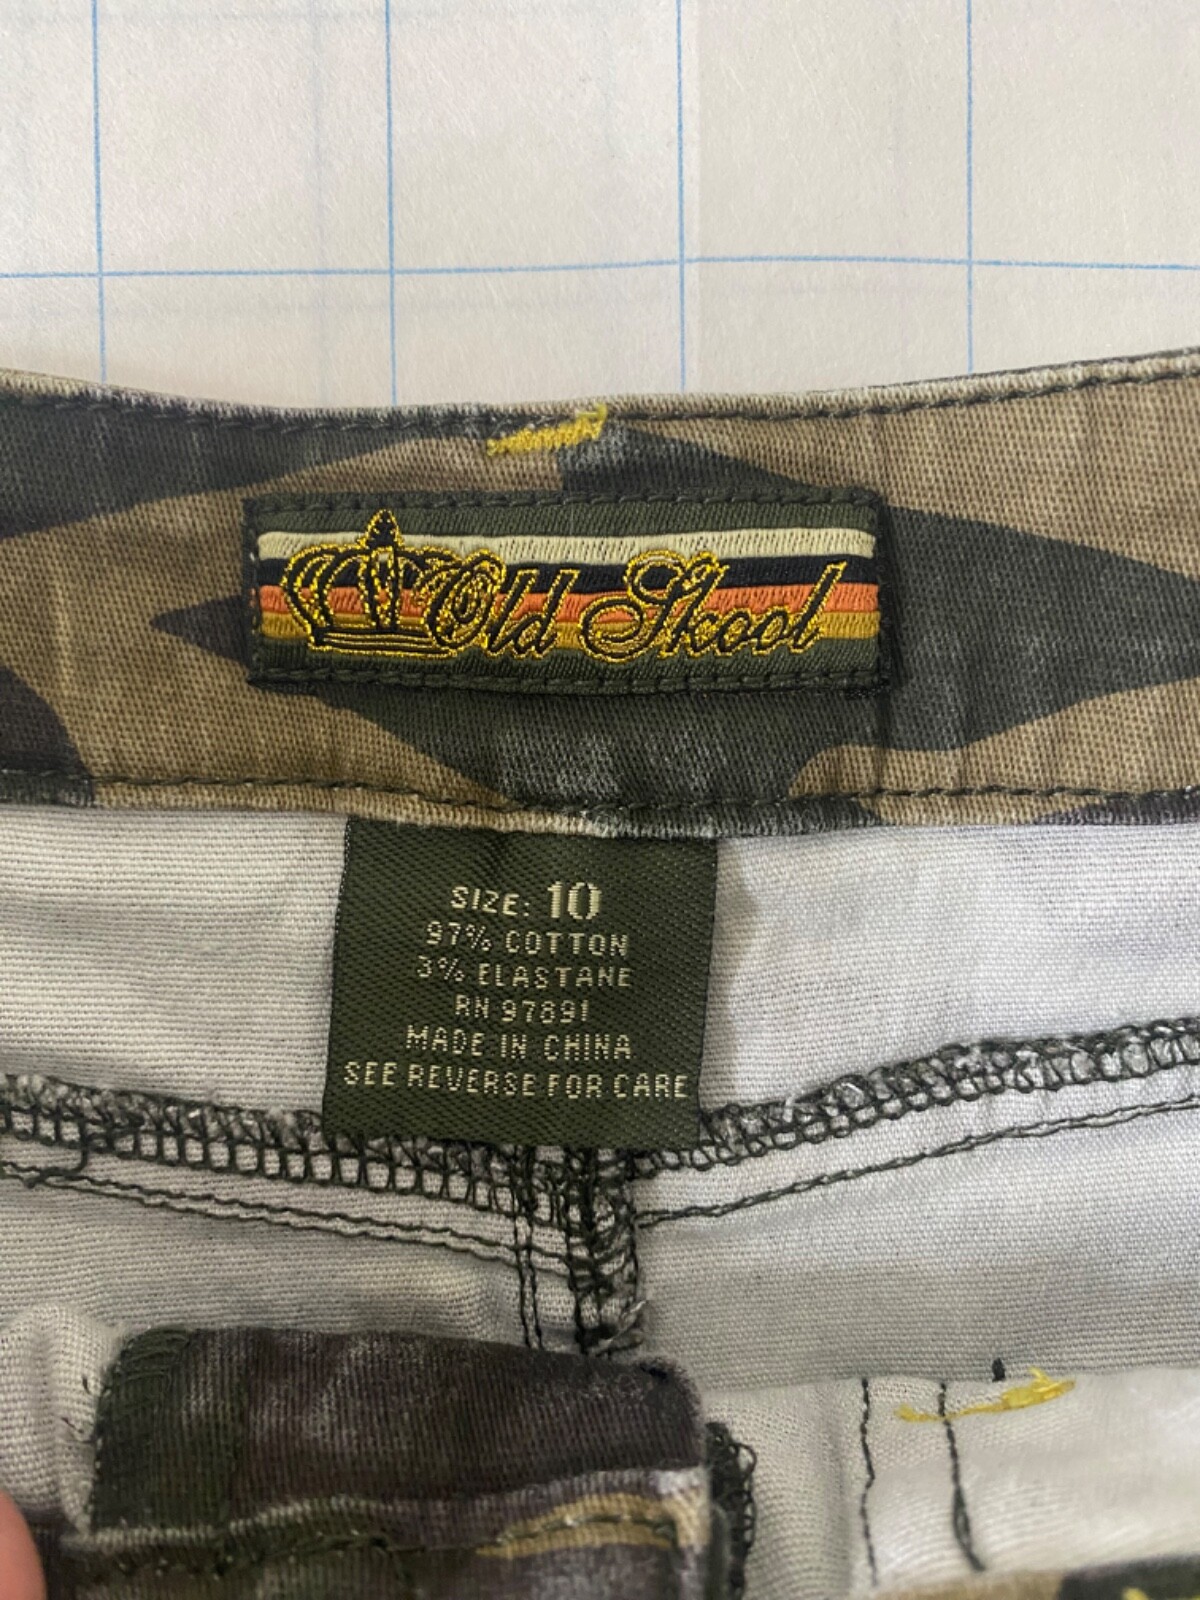 Old Skool
SIZE: 10
97% COTTON
3% ELASTANE
RN 97891
MADE IN CHINA
SEE REVERSE FOR CARE